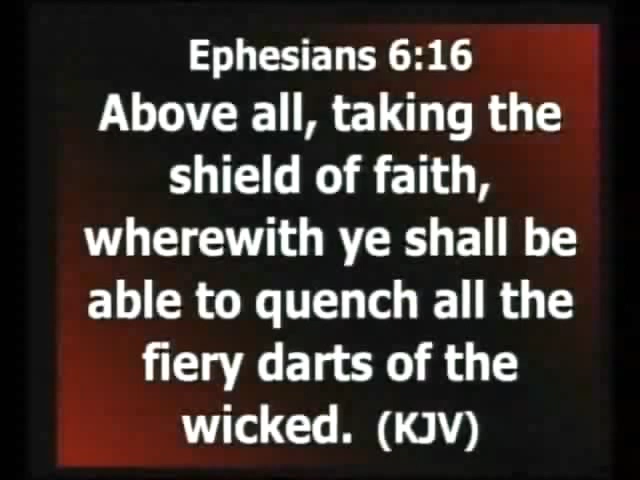 Ephesians 6:16
Above all, taking the
shield of faith,
wherewith ye shall be
able to quench all the
fiery darts of the
wicked. (KJV)